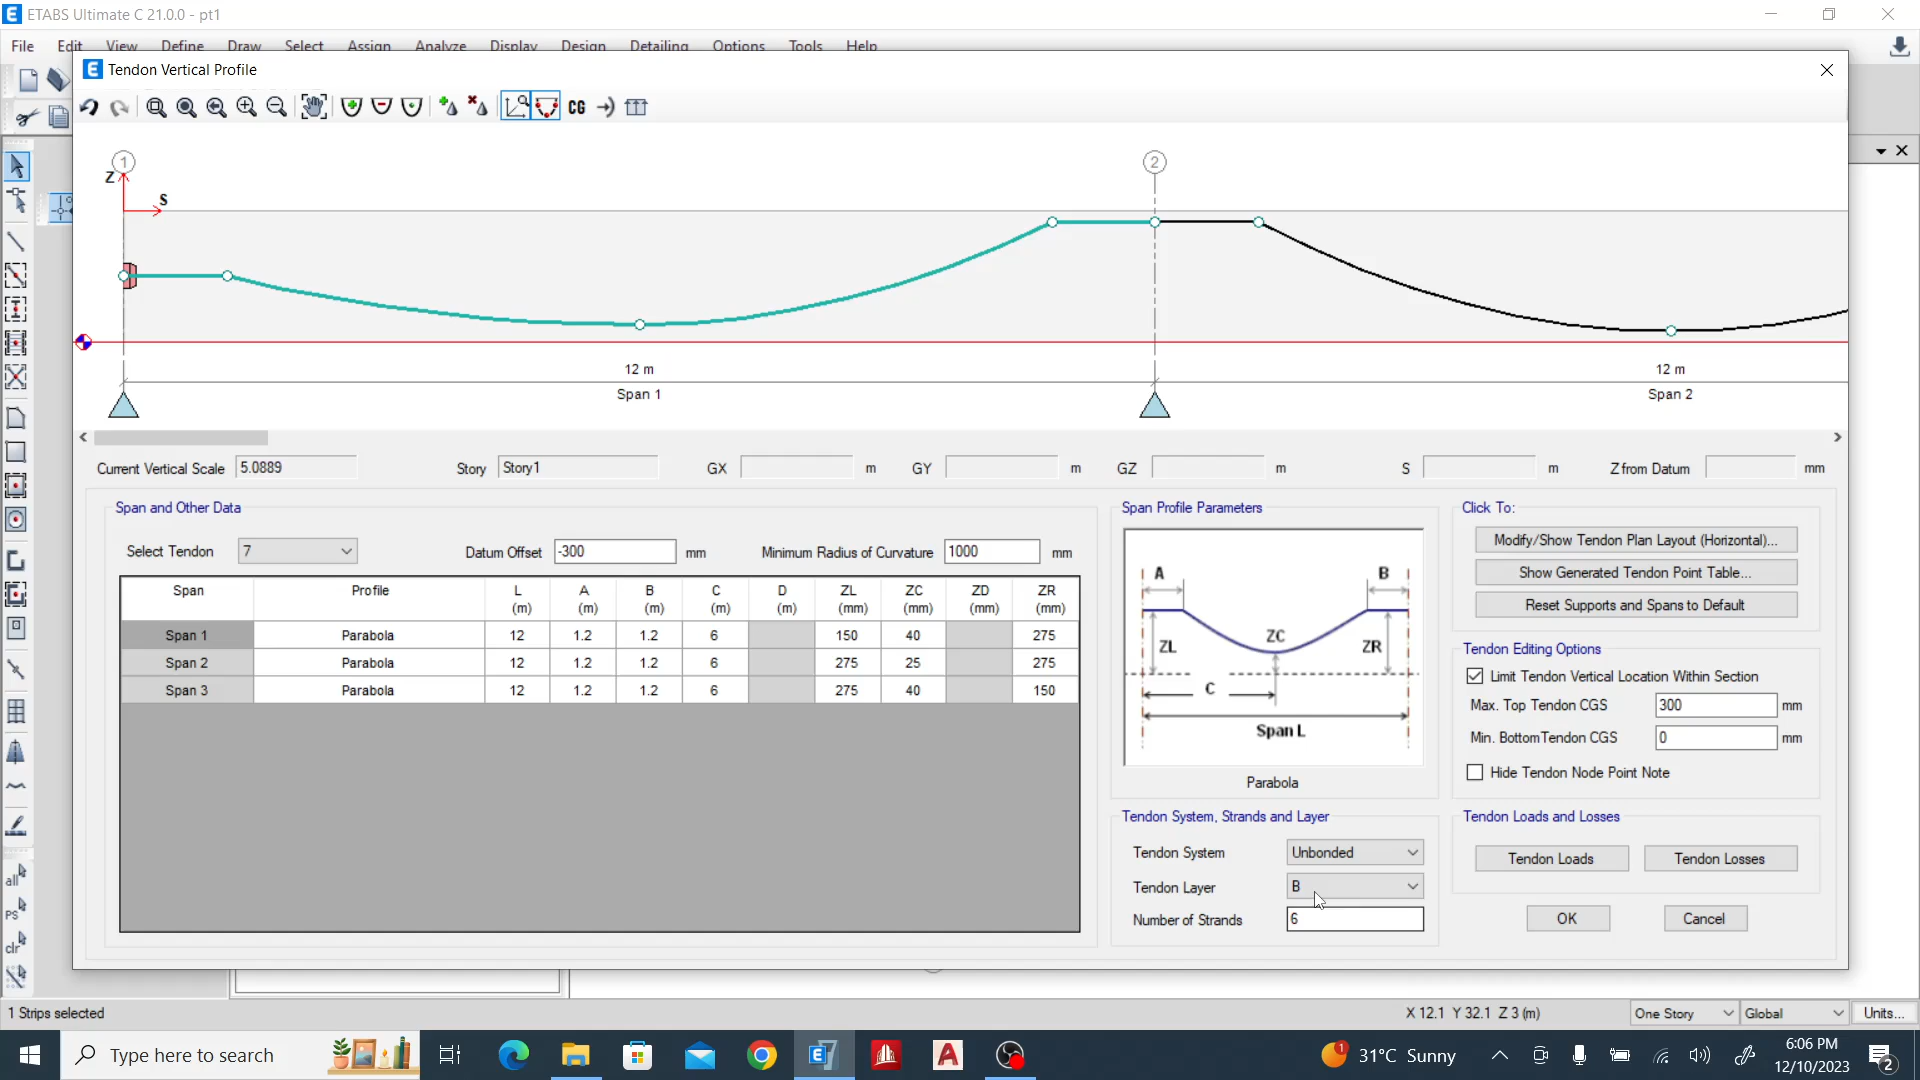 ETABS Ultimate C 21.0.0 - pt1
File Edit View Define Draw Select Assign Analyze Display Design Detailing Options Tools Help
Tendon Vertical Profile
CG
1 2
Z
S
12 m 12 m
Span 1 Span 2
Current Vertical Scale 5.0889 Story Story1 GX m GY m GZ m S m Z from Datum mm
Span and Other Data
Select Tendon 7 Datum Offset -300 mm Minimum Radius of Curvature 1000 mm
Span Profile L (m) A (m) B (m) C (m) D (m) ZL (mm) ZC (mm) ZD (mm) ZR (mm)
Span 1 Parabola 12 1.2 1.2 6 150 40 275
Span 2 Parabola 12 1.2 1.2 6 275 25 275
Span 3 Parabola 12 1.2 1.2 6 275 40 150
Span Profile Parameters
A B
ZC
ZL ZR
C
Span L
Parabola
Tendon System, Strands and Layer
Tendon System Unbonded
Tendon Layer B
Number of Strands 6
Click To:
Modify/Show Tendon Plan Layout (Horizontal)...
Show Generated Tendon Point Table...
Reset Supports and Spans to Default
Tendon Editing Options
Limit Tendon Vertical Location Within Section
Max. Top Tendon CGS 300 mm
Min. Bottom Tendon CGS 0 mm
Hide Tendon Node Point Note
Tendon Loads and Losses
Tendon Loads Tendon Losses
OK Cancel
all
PS
clr
1 Strips selected X 12.1 Y 32.1 Z 3 (m) One Story Global Units...
Type here to search 31°C Sunny 6:06 PM
12/10/2023
2